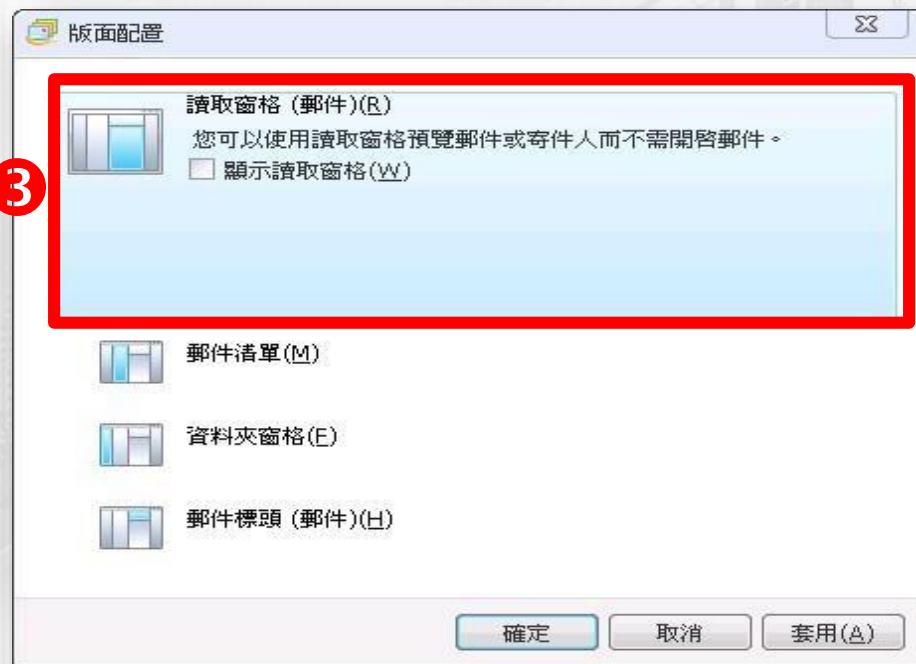 版面配置
讀取窗格 (郵件)(R)
您可以使用讀取窗格預覽郵件或寄件人而不需開啓郵件。
顯示讀取窗格(W)
3
郵件清單(M)
資料夾窗格(F)
郵件標頭 (郵件)(H)
確定 取消 套用(A)